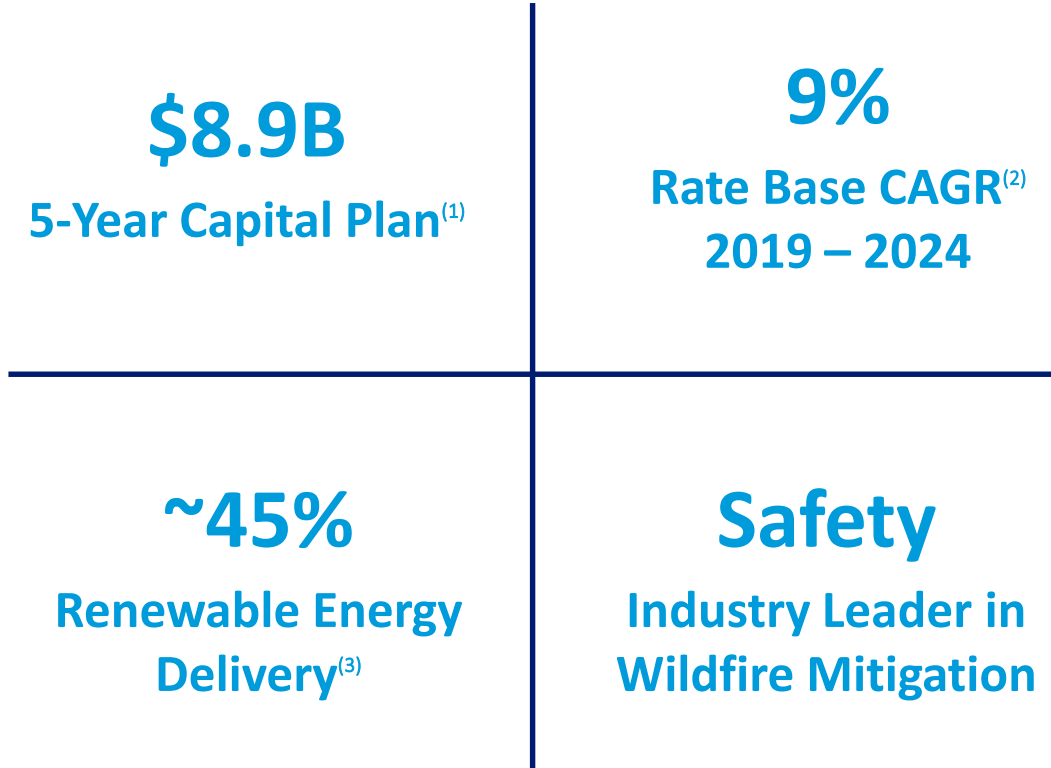 $8.9B
5-Year Capital Plan(1)
9%
Rate Base CAGR(2)
2019 – 2024
~45%
Renewable Energy
Delivery(3)
Safety
Industry Leader in
Wildfire Mitigation